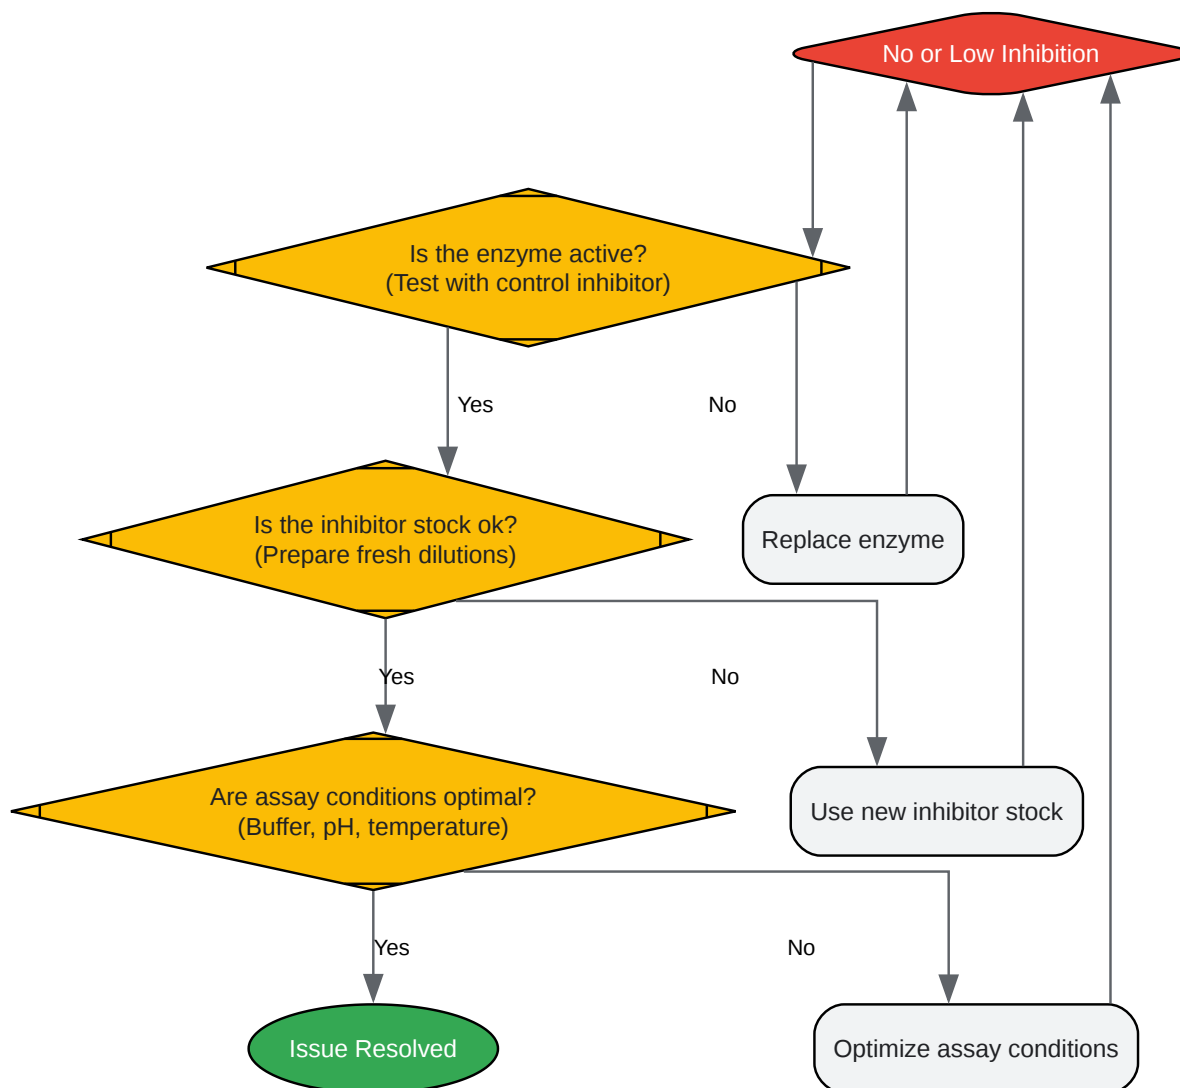 No or Low Inhibition
Is the enzyme active?
(Test with control inhibitor)
Yes
No
Is the inhibitor stock ok?
(Prepare fresh dilutions)
Replace enzyme
Yes
No
Are assay conditions optimal?
(Buffer, pH, temperature)
Use new inhibitor stock
Yes
No
Issue Resolved
Optimize assay conditions